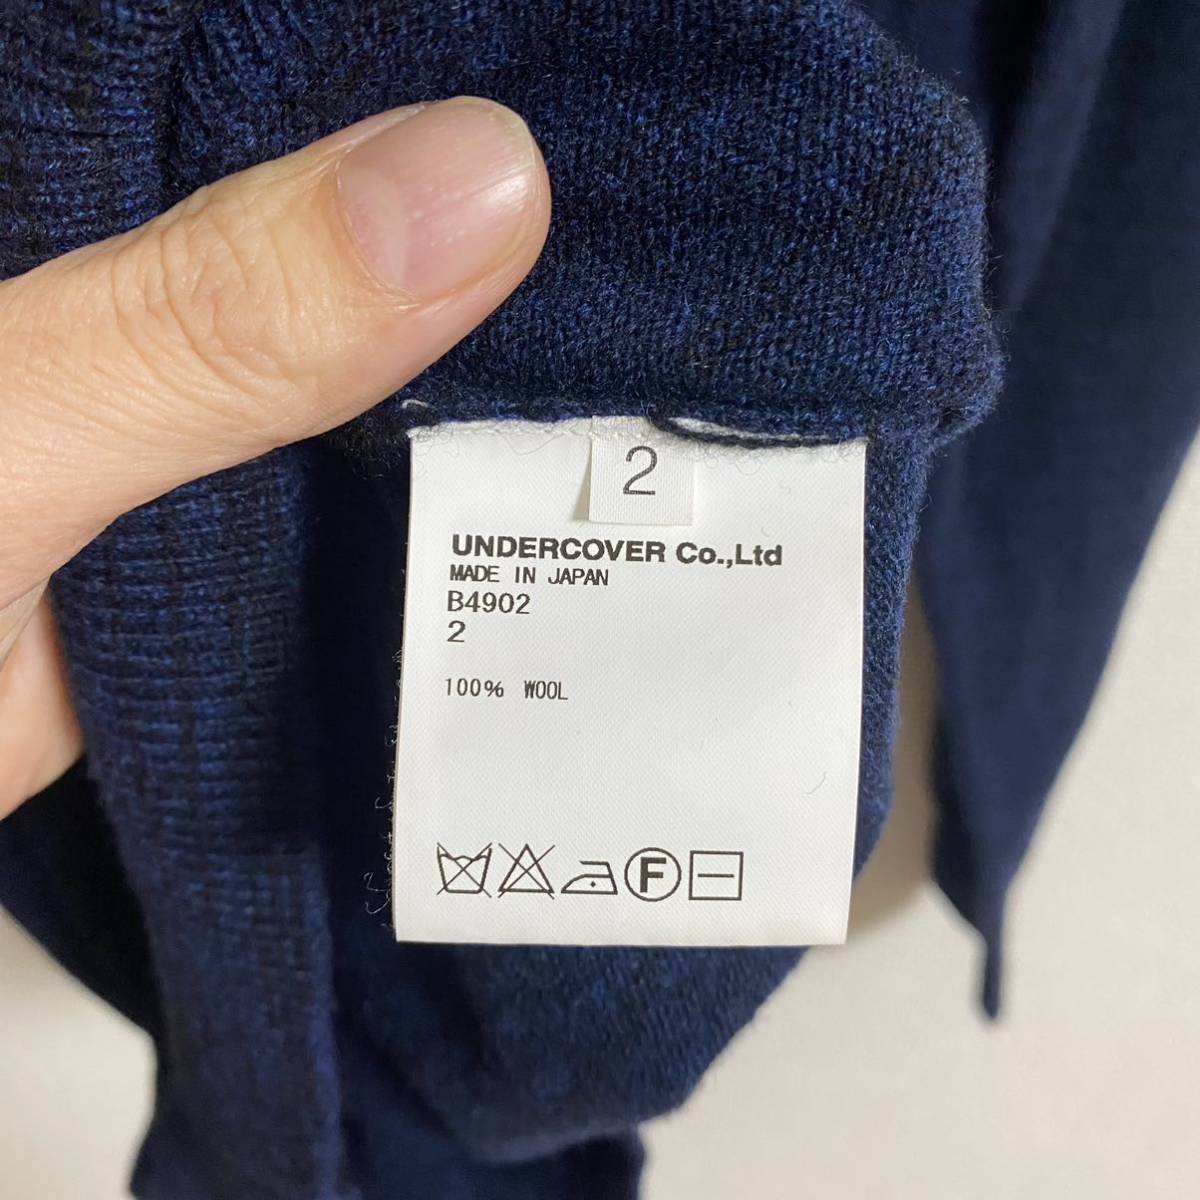 2
UNDERCOVER Co.,Ltd
MADE IN JAPAN
B4902
2
100% WOOL
F